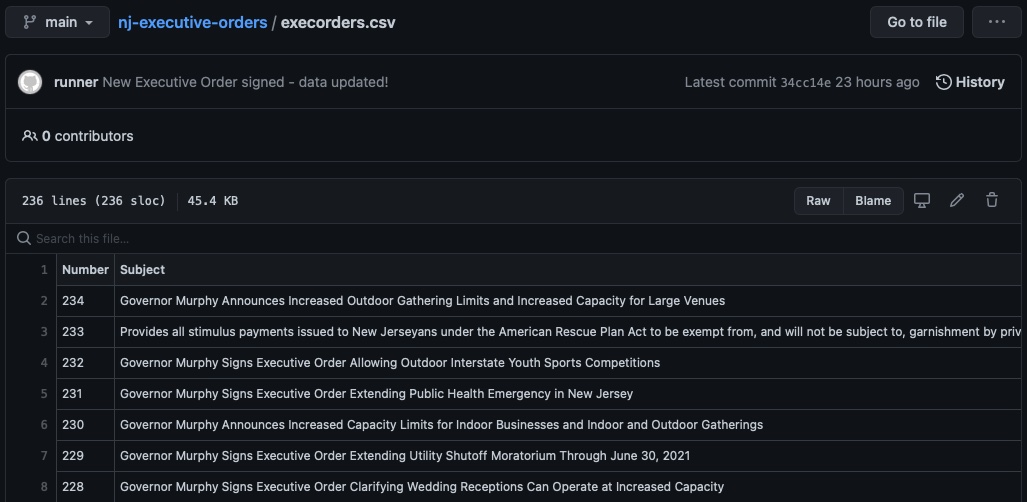 main nj-executive-orders / execorders.csv Go to file ...
runner New Executive Order signed - data updated! Latest commit 34cc14e 23 hours ago History
0 contributors
236 lines (236 sloc) 45.4 KB Raw Blame
Search this file...
1 Number Subject
2 234 Governor Murphy Announces Increased Outdoor Gathering Limits and Increased Capacity for Large Venues
3 233 Provides all stimulus payments issued to New Jerseyans under the American Rescue Plan Act to be exempt from, and will not be subject to, garnishment by priv
4 232 Governor Murphy Signs Executive Order Allowing Outdoor Interstate Youth Sports Competitions
5 231 Governor Murphy Signs Executive Order Extending Public Health Emergency in New Jersey
6 230 Governor Murphy Announces Increased Capacity Limits for Indoor Businesses and Indoor and Outdoor Gatherings
7 229 Governor Murphy Signs Executive Order Extending Utility Shutoff Moratorium Through June 30, 2021
8 228 Governor Murphy Signs Executive Order Clarifying Wedding Receptions Can Operate at Increased Capacity